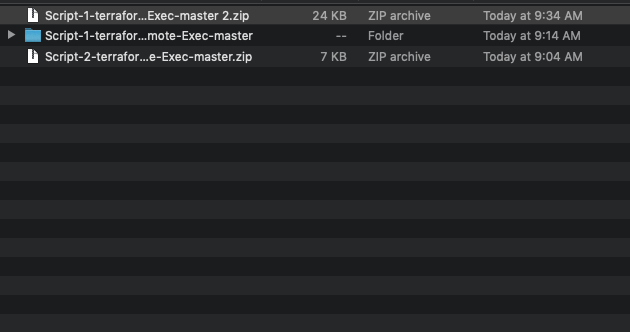 Script-1-terrafor...Exec-master 2.zip 24 KB ZIP archive Today at 9:34 AM
Script-1-terrafor...mote-Exec-master -- Folder Today at 9:14 AM
Script-2-terrafor...e-Exec-master.zip 7 KB ZIP archive Today at 9:04 AM